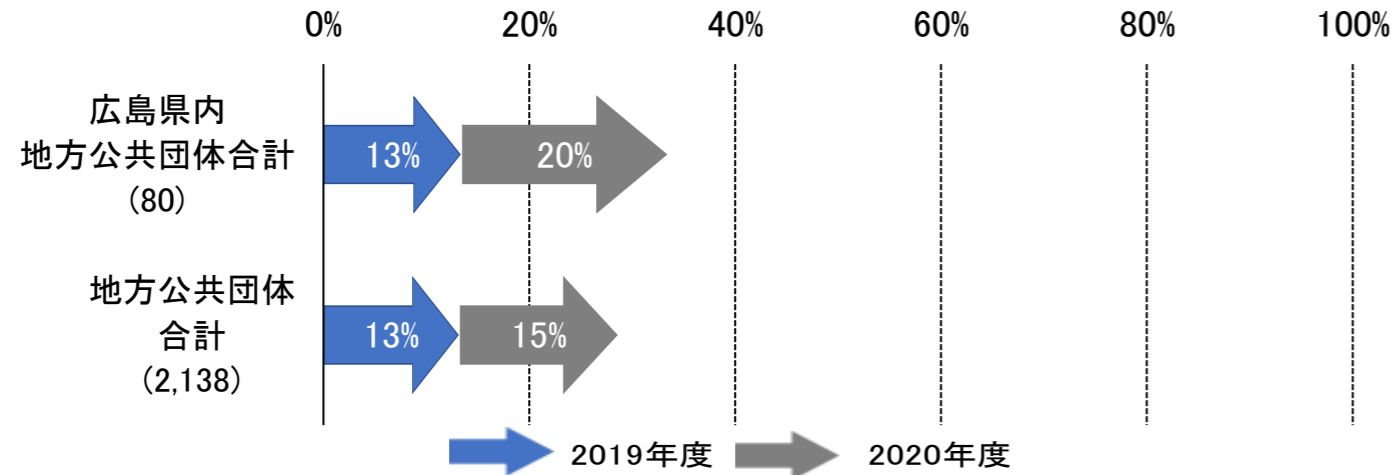 0% 20% 40% 60% 80% 100%
広島県内
地方公共団体合計
(80)
13% 20%
地方公共団体
合計
(2,138)
13% 15%
2019年度 2020年度